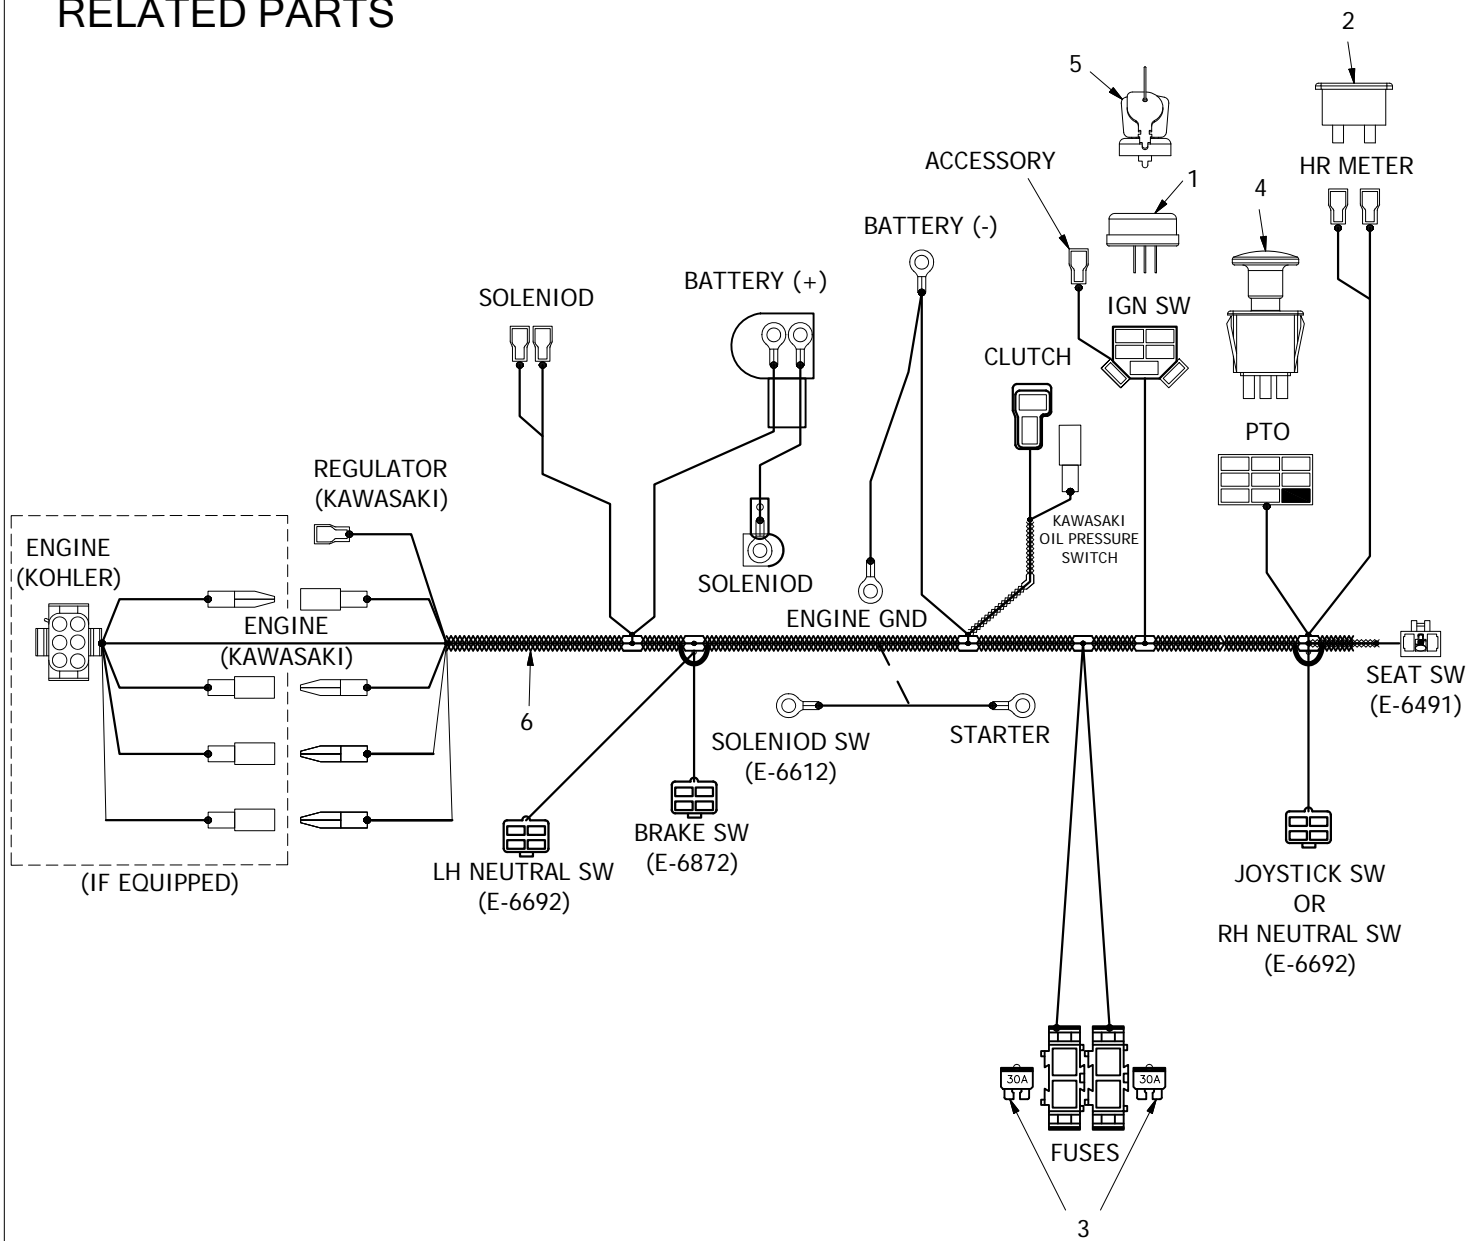 RELATED PARTS
2
5
HR METER
ACCESSORY
1
4
BATTERY (-)
BATTERY (+)
SOLENIOD
IGN SW
CLUTCH
PTO
REGULATOR
(KAWASAKI)
KAWASAKI
OIL PRESSURE
SWITCH
ENGINE
(KOHLER)
SOLENIOD
ENGINE GND
ENGINE
(KAWASAKI)
SEAT SW
(E-6491)
6
SOLENIOD SW
(E-6612)
STARTER
BRAKE SW
(E-6872)
LH NEUTRAL SW
(E-6692)
(IF EQUIPPED)
JOYSTICK SW
OR
RH NEUTRAL SW
(E-6692)
30A
30A
FUSES
3